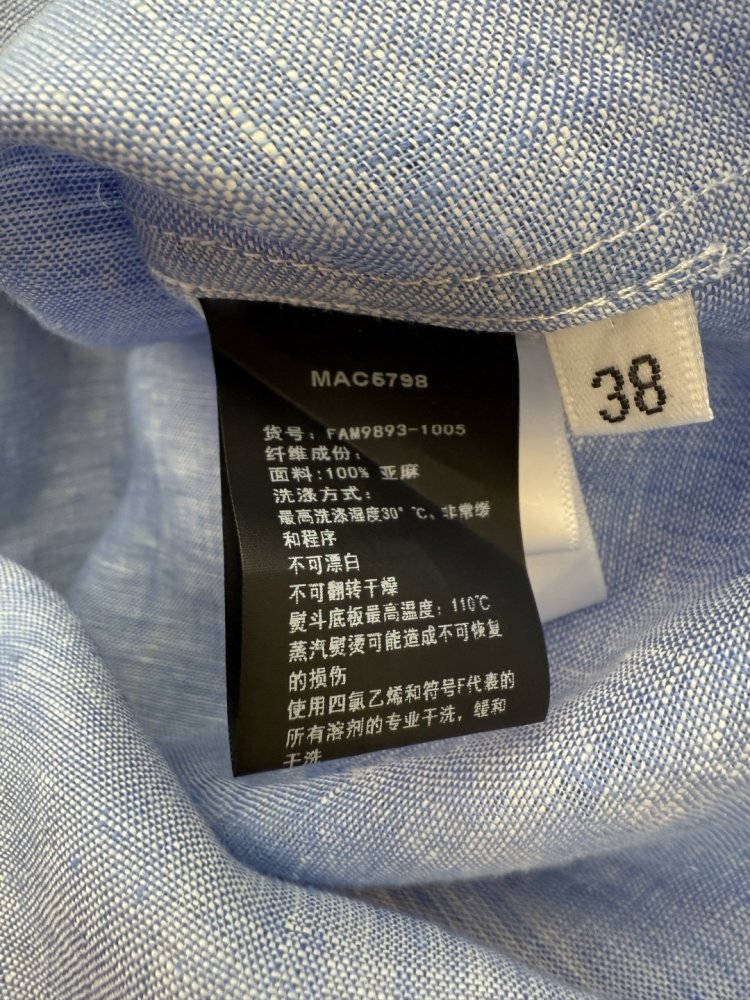 MAC5798
38
货号：FAM9893-1005
纤维成份：
面料:100% 亚麻
洗涤方式：
最高洗涤湿度30° ℃、非常缓
和程序
不可漂白
不可翻转干燥
熨斗底板最高温度：110℃
蒸汽熨烫可能造成不可恢复
的损伤
使用四氯乙烯和符号F代表的
所有溶剂的专业干洗，缓和
干洗